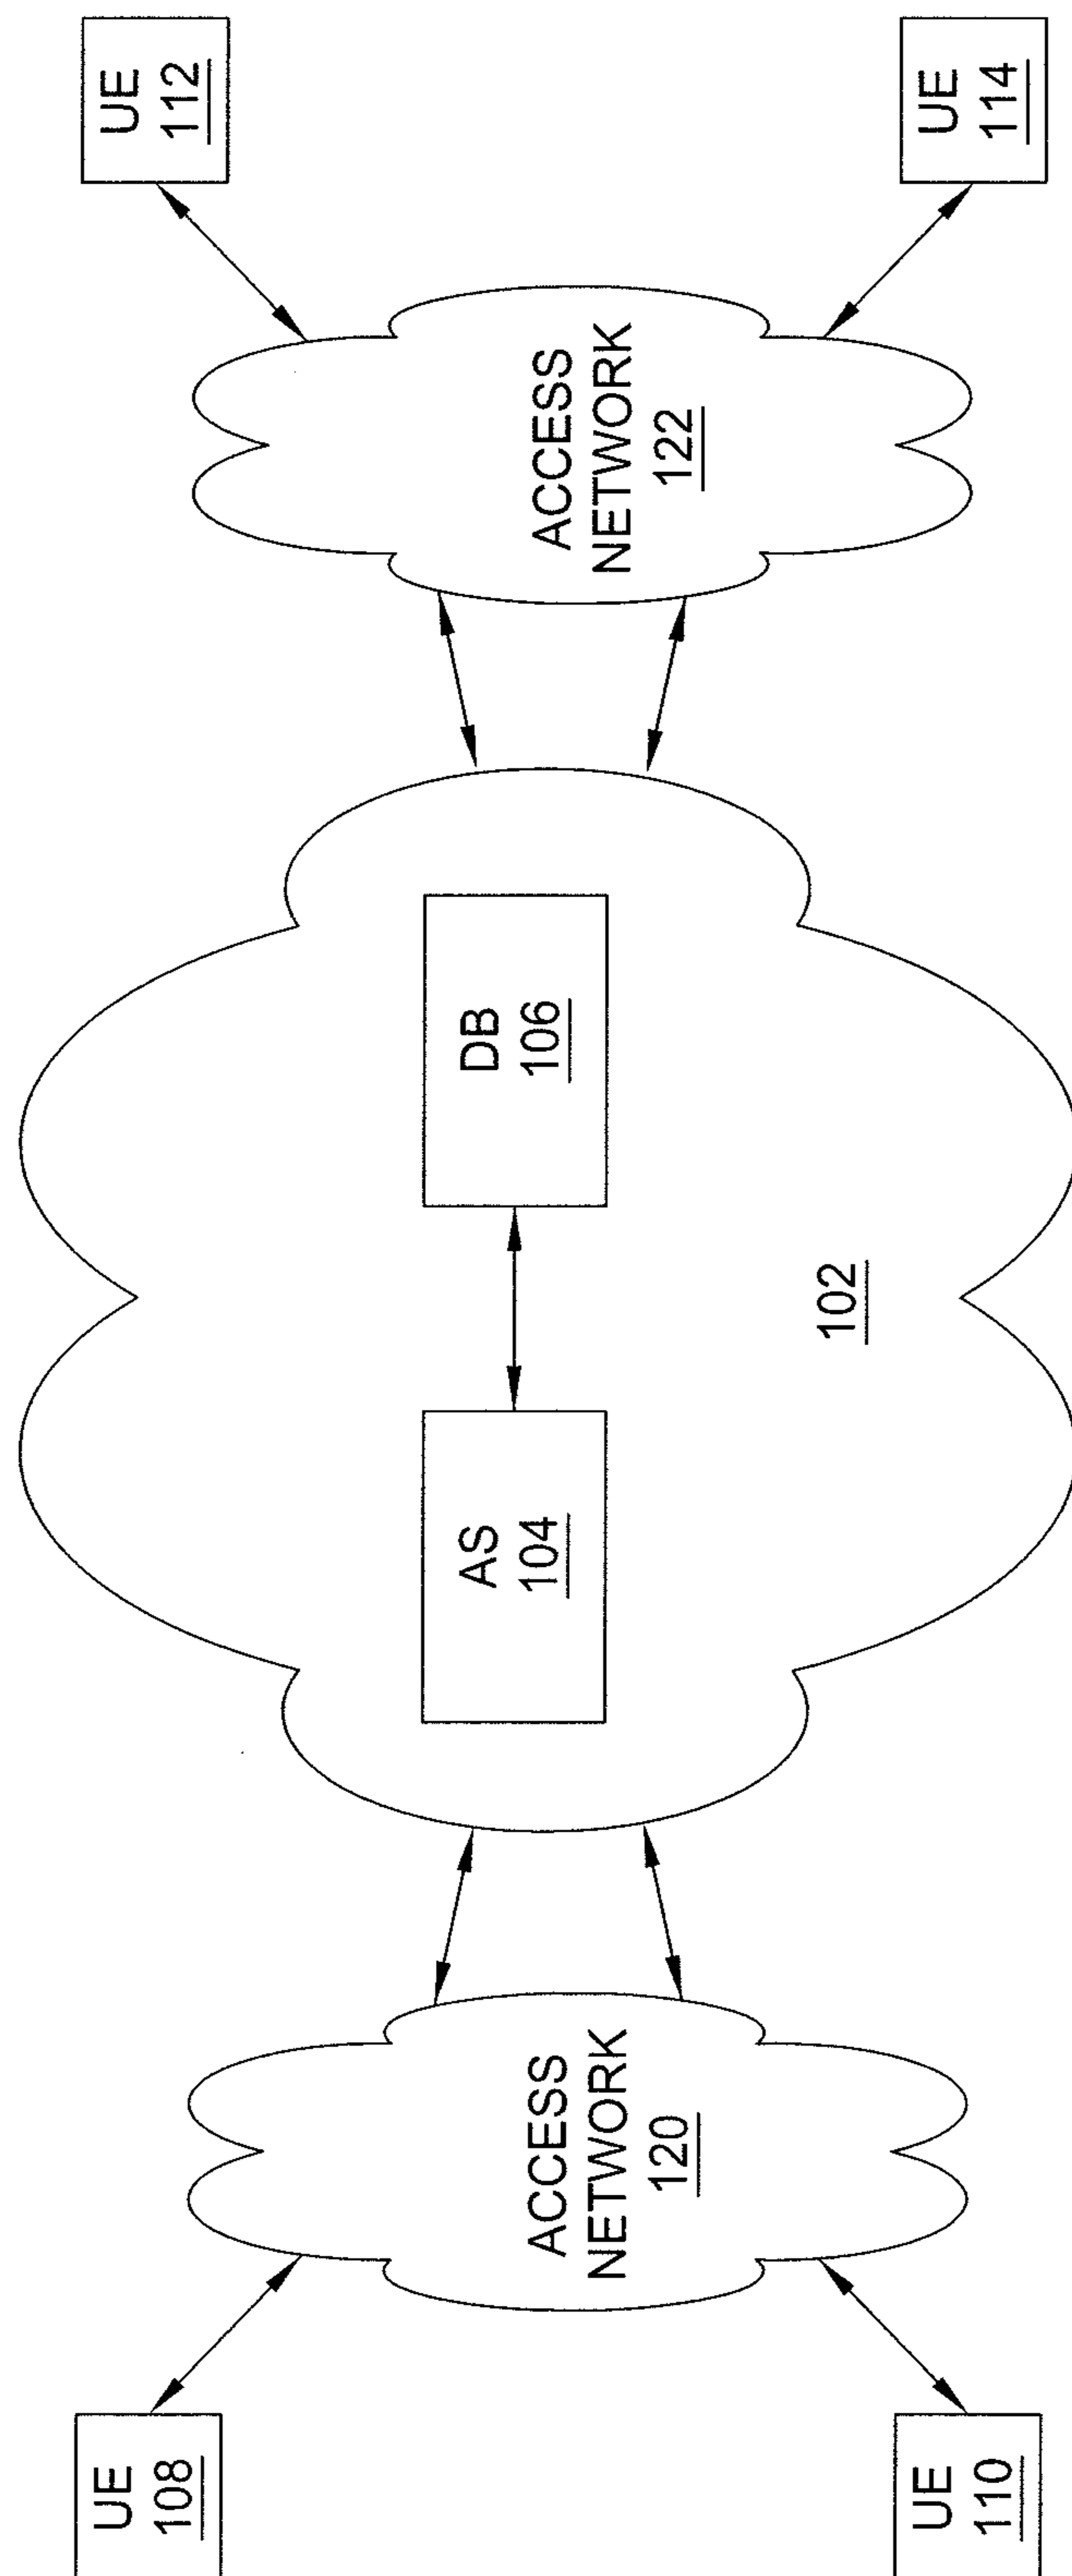 UE
108
UE
110
ACCESS
NETWORK
120
AS
104
DB
106
102
ACCESS
NETWORK
122
UE
112
UE
114